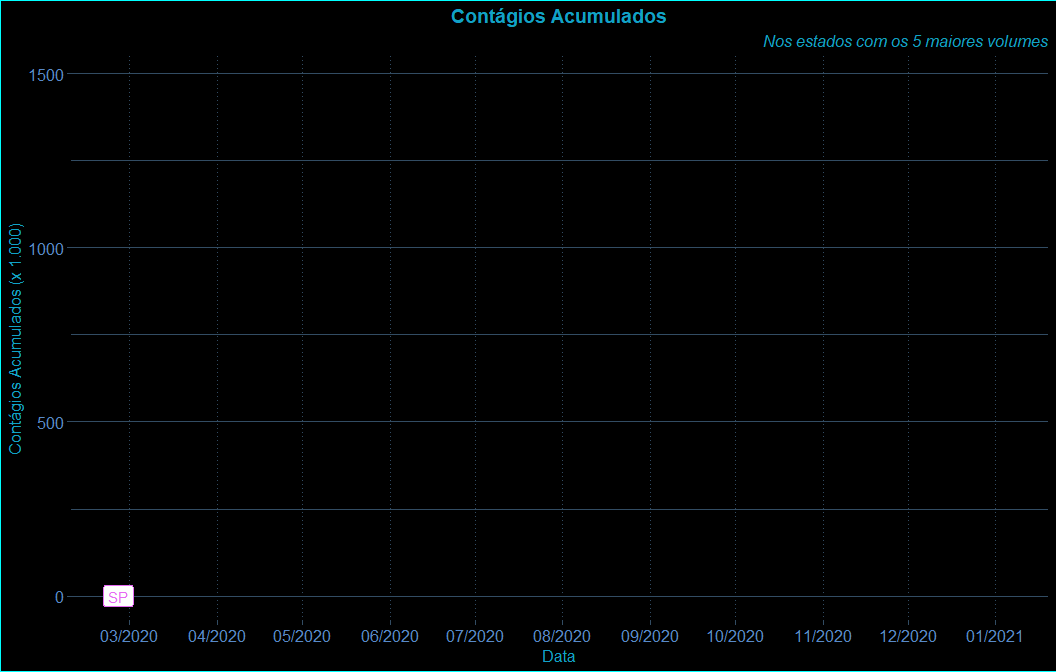 Contágios Acumulados
Nos estados com os 5 maiores volumes
Contágios Acumulados (x 1.000)
1500
1000
500
0
SP
03/2020 04/2020 05/2020 06/2020 07/2020 08/2020 09/2020 10/2020 11/2020 12/2020 01/2021
Data